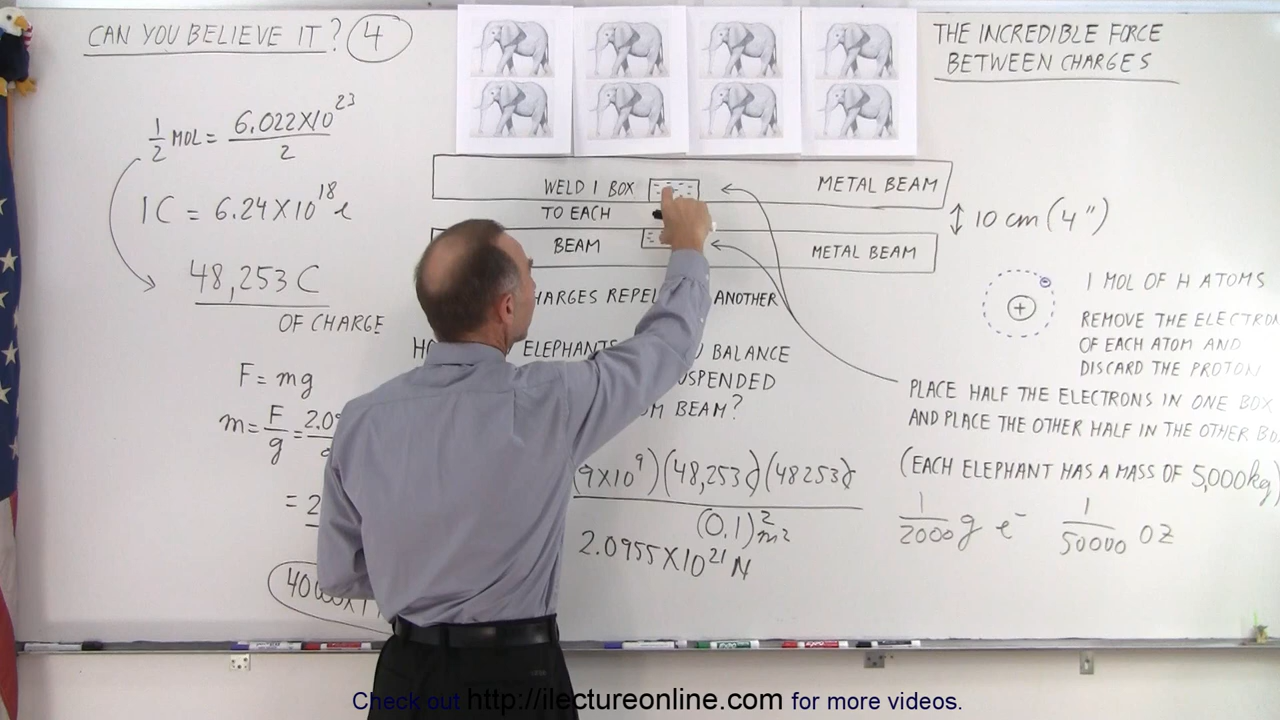 CAN YOU BELIEVE IT? 4
THE INCREDIBLE FORCE
BETWEEN CHARGES
1/2 MOL = 6.022X10^23 / 2
1C = 6.24X10^18 e
48,253 C
OF CHARGE
F = mg
m = F/g =
= 2
WELD 1 BOX
TO EACH
BEAM
METAL BEAM
METAL BEAM
10 cm (4")
REPEL
ANOTHER
ELEPHANTS
BALANCE
BEAM?
(9X10^9)(48,253)(48253)
(0.1)^2 m^2
2.0955X10^21 N
1 MOL OF H ATOMS
REMOVE THE
OF EACH ATOM AND
DISCARD THE PROTON
PLACE HALF THE ELECTRONS IN ONE BOX
AND PLACE THE OTHER HALF IN THE OTHER
(EACH ELEPHANT HAS A MASS OF 5,000kg)
1/2000 g e⁻ 1/50000 OZ
+
Check out http://ilectureonline.com for more videos.